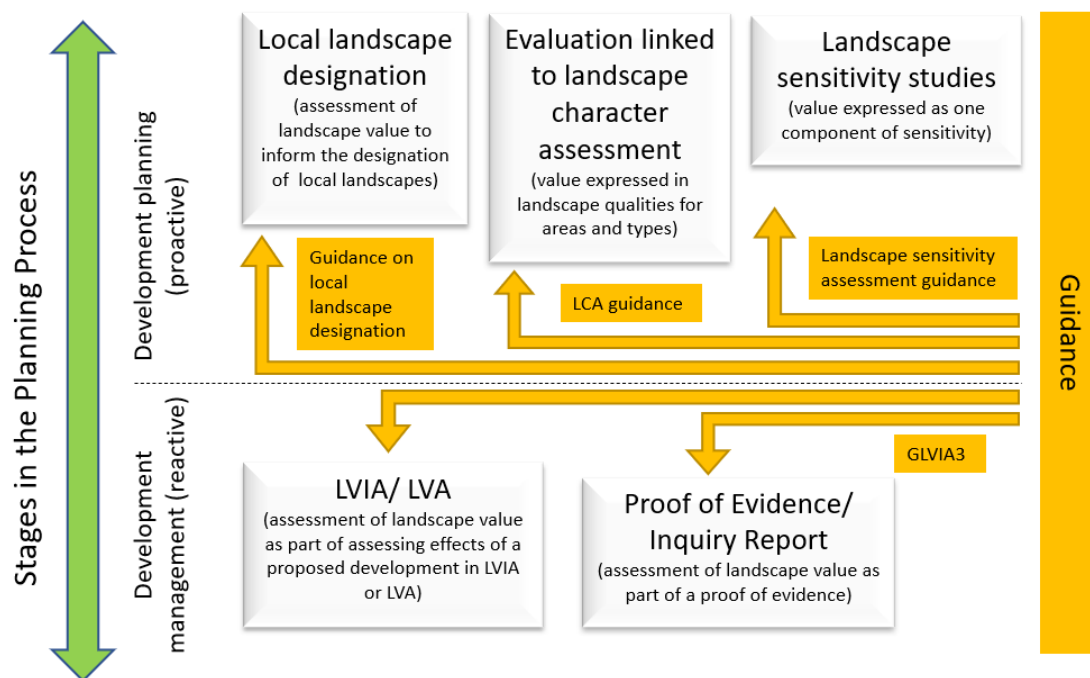 Stages in the Planning Process
Development planning
(proactive)
Local landscape
designation
(assessment of
landscape value to
inform the designation
of local landscapes)
Evaluation linked
to landscape
character
assessment
(value expressed in
landscape qualities for
areas and types)
Landscape
sensitivity studies
(value expressed as one
component of sensitivity)
Guidance on
local
landscape
designation
LCA guidance
Landscape sensitivity
assessment guidance
Guidance
Development
management (reactive)
GLVIA3
LVIA/ LVA
(assessment of landscape value
as part of assessing effects of a
proposed development in LVIA
or LVA)
Proof of Evidence/
Inquiry Report
(assessment of landscape value as
part of a proof of evidence)